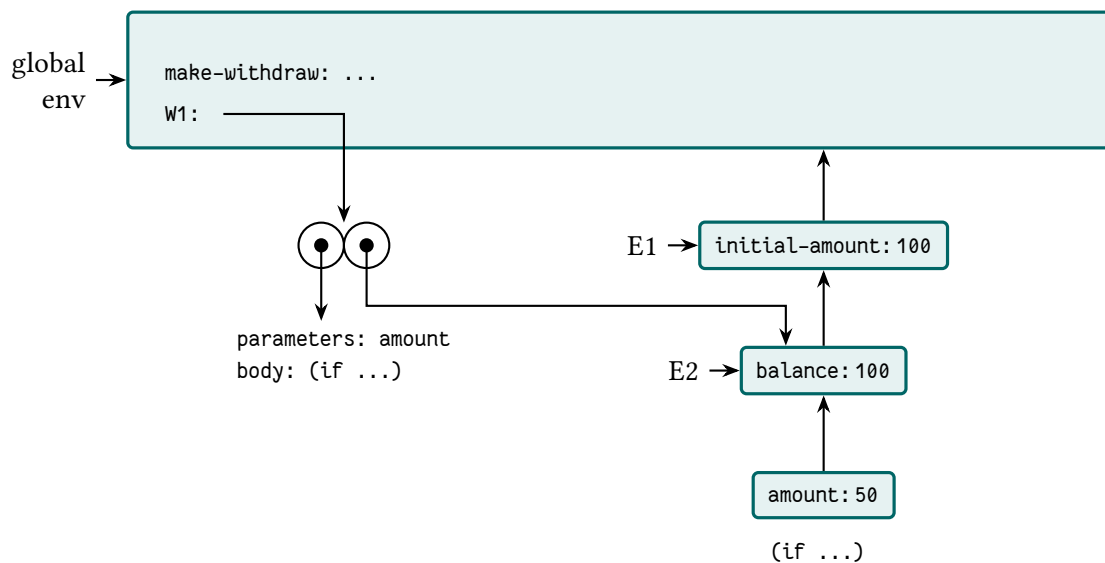 global
env
make-withdraw: ...
W1:
E1
initial-amount: 100
parameters: amount
body: (if ...)
E2
balance: 100
amount: 50
(if ...)